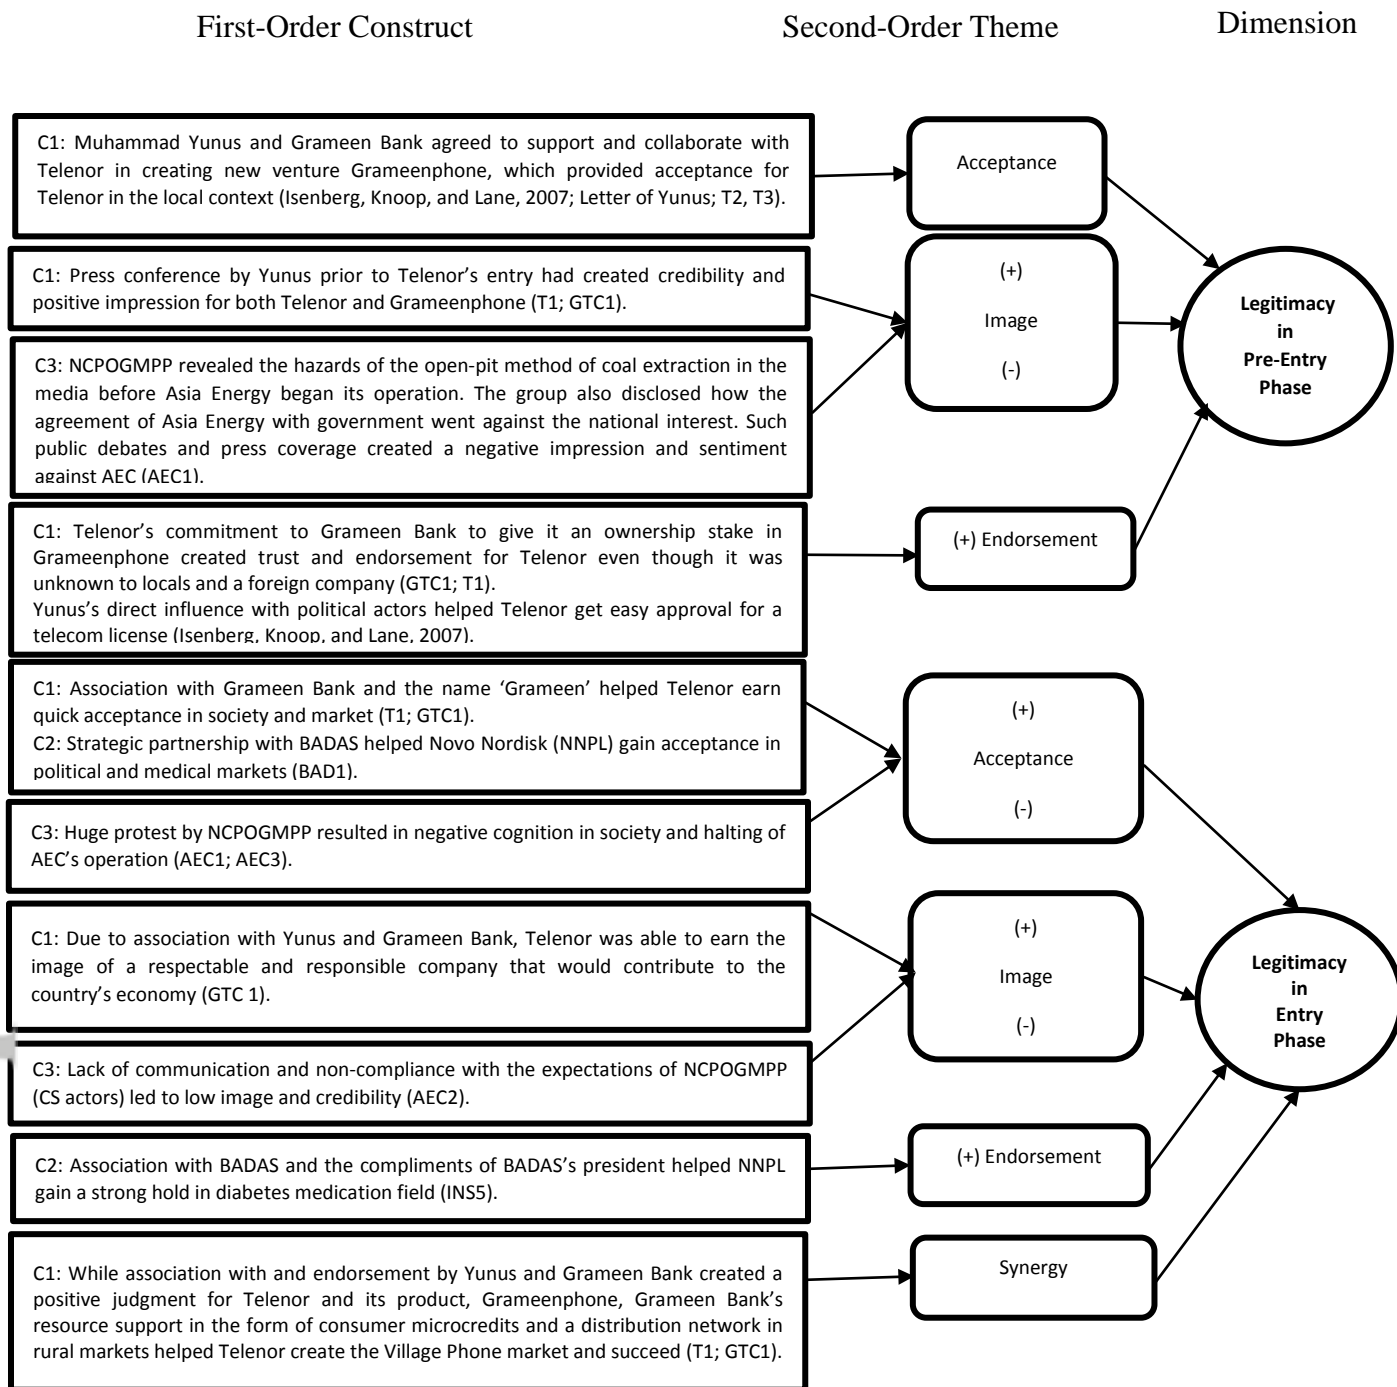 First-Order Construct
Second-Order Theme
Dimension
C1: Muhammad Yunus and Grameen Bank agreed to support and collaborate with
Telenor in creating new venture Grameenphone, which provided acceptance for
Telenor in the local context (Isenberg, Knoop, and Lane, 2007; Letter of Yunus; T2, T3).
Acceptance
C1: Press conference by Yunus prior to Telenor's entry had created credibility and
positive impression for both Telenor and Grameenphone (T1; GTC1).
C3: NCPOGMPP revealed the hazards of the open-pit method of coal extraction in the
media before Asia Energy began its operation. The group also disclosed how the
agreement of Asia Energy with government went against the national interest. Such
public debates and press coverage created a negative impression and sentiment
against AEC (AEC1).
(+)
Image
(-)
C1: Telenor's commitment to Grameen Bank to give it an ownership stake in
Grameenphone created trust and endorsement for Telenor even though it was
unknown to locals and a foreign company (GTC1; T1).
Yunus's direct influence with political actors helped Telenor get easy approval for a
telecom license (Isenberg, Knoop, and Lane, 2007).
(+) Endorsement
Legitimacy
in
Pre-Entry
Phase
C1: Association with Grameen Bank and the name 'Grameen' helped Telenor earn
quick acceptance in society and market (T1; GTC1).
C2: Strategic partnership with BADAS helped Novo Nordisk (NNPL) gain acceptance in
political and medical markets (BAD1).
C3: Huge protest by NCPOGMPP resulted in negative cognition in society and halting of
AEC's operation (AEC1; AEC3).
(+)
Acceptance
(-)
C1: Due to association with Yunus and Grameen Bank, Telenor was able to earn the
image of a respectable and responsible company that would contribute to the
country's economy (GTC 1).
C3: Lack of communication and non-compliance with the expectations of NCPOGMPP
(CS actors) led to low image and credibility (AEC2).
(+)
Image
(-)
C2: Association with BADAS and the compliments of BADAS's president helped NNPL
gain a strong hold in diabetes medication field (INS5).
(+) Endorsement
C1: While association with and endorsement by Yunus and Grameen Bank created a
positive judgment for Telenor and its product, Grameenphone, Grameen Bank's
resource support in the form of consumer microcredits and a distribution network in
rural markets helped Telenor create the Village Phone market and succeed (T1; GTC1).
Synergy
Legitimacy
in
Entry
Phase